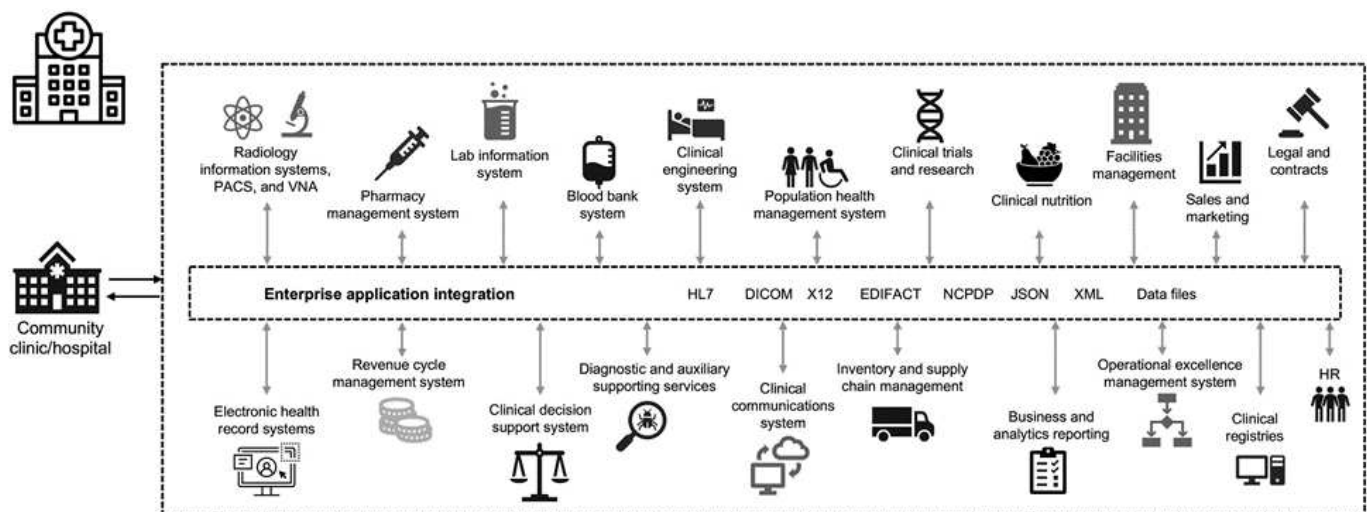 Radiology
information systems,
PACS, and VNA
Pharmacy
management system
Lab information
system
Blood bank
system
Clinical
engineering
system
Population health
management system
Clinical trials
and research
Clinical nutrition
Facilities
management
Sales and
marketing
Legal and
contracts
Community
clinic/hospital
Enterprise application integration HL7 DICOM X12 EDIFACT NCPDP JSON XML Data files
Electronic health
record systems
Revenue cycle
management system
Clinical decision
support system
Diagnostic and auxiliary
supporting services
Clinical
communications
system
Inventory and supply
chain management
Business and
analytics reporting
Operational excellence
management system
Clinical
registries
HR